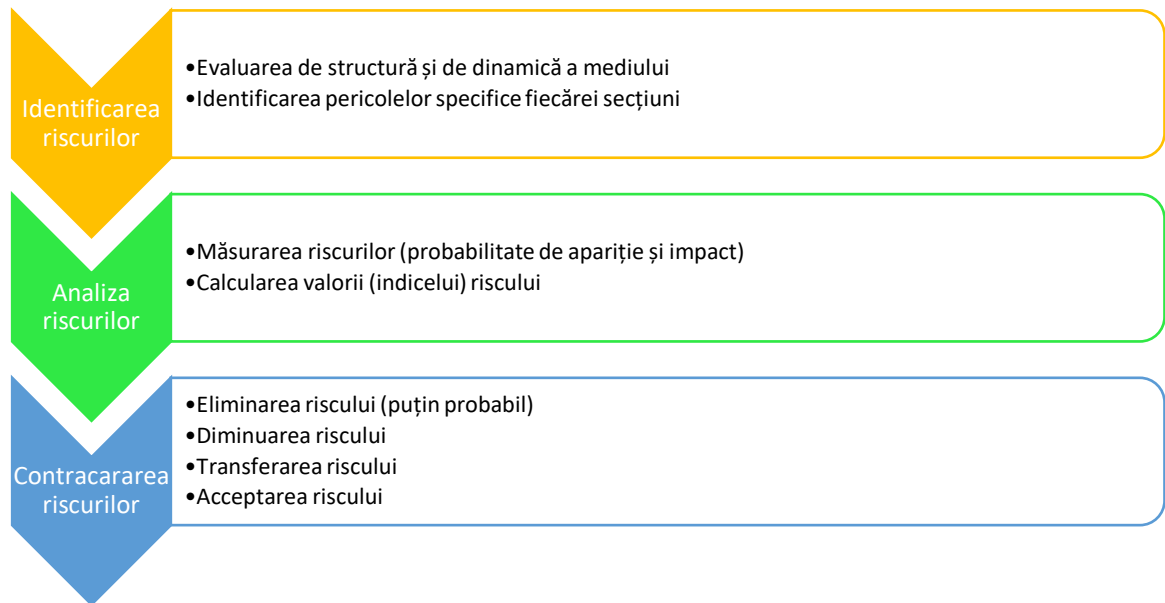 Identificarea
riscurilor
•Evaluarea de structură și de dinamică a mediului
•Identificarea pericolelor specifice fiecărei secțiuni
Analiza
riscurilor
•Măsurarea riscurilor (probabilitate de apariție și impact)
•Calcularea valorii (indicelui) riscului
Contracararea
riscurilor
•Eliminarea riscului (puțin probabil)
•Diminuarea riscului
•Transferarea riscului
•Acceptarea riscului